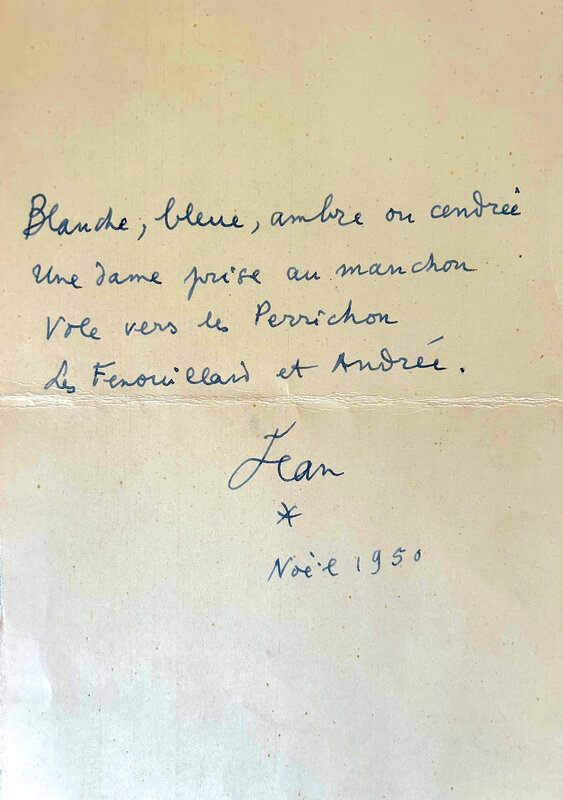 Blanche, bleue, ambre ou cendrée
Une dame prise au manchon
Vole vers les Perrichon
Les Fenouillard et Andrée.
Jean
*
Noël 1950